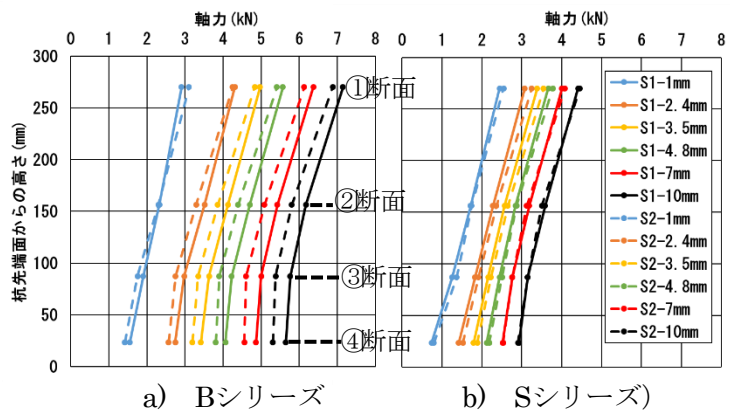 軸力(kN)
0 1 2 3 4 5 6 7 8
軸力(kN)
0 1 2 3 4 5 6 7 8
杭先端面からの高さ(mm)
300
250
200
150
100
50
0
①断面
②断面
③断面
④断面
S1-1mm
S1-2.4mm
S1-3.5mm
S1-4.8mm
S1-7mm
S1-10mm
S2-1mm
S2-2.4mm
S2-3.5mm
S2-4.8mm
S2-7mm
S2-10mm
a) Bシリーズ
b) Sシリーズ)